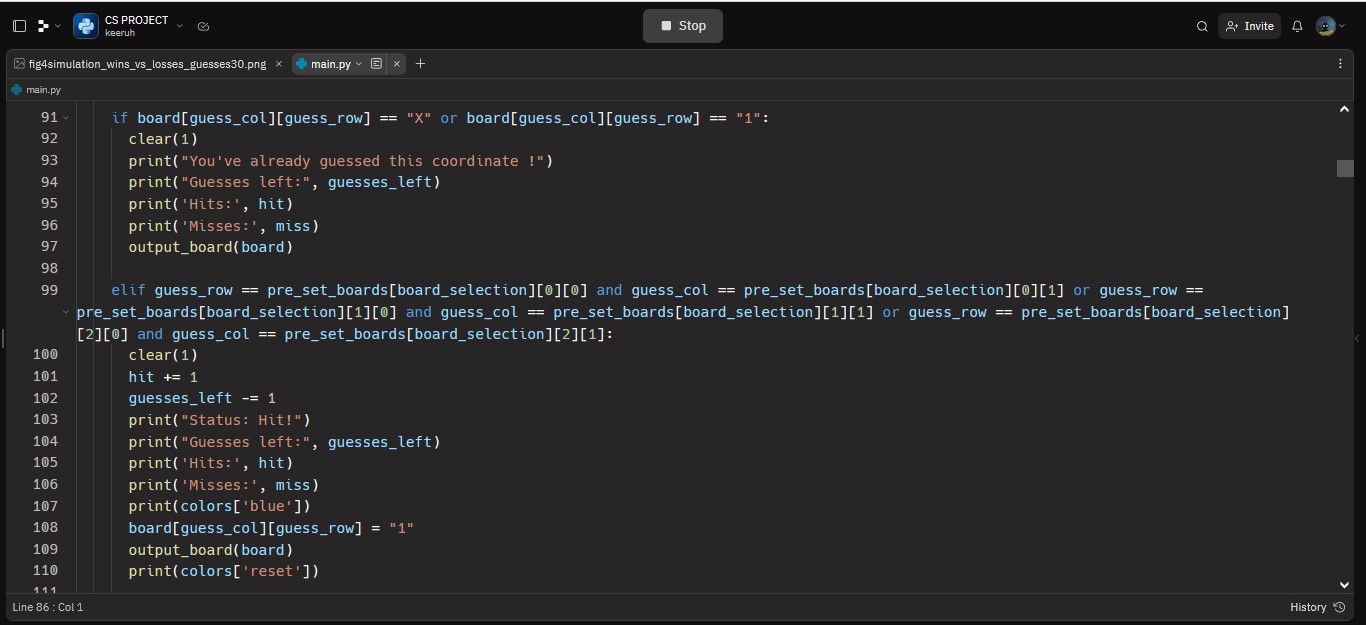 CS PROJECT
keeruh
Stop
Invite
fig4simulation_wins_vs_losses_guesses30.png
main.py
main.py
91 if board[guess_col][guess_row] == "X" or board[guess_col][guess_row] == "1":
92 clear(1)
93 print("You've already guessed this coordinate !")
94 print("Guesses left:", guesses_left)
95 print('Hits:', hit)
96 print('Misses:', miss)
97 output_board(board)
98
99 elif guess_row == pre_set_boards[board_selection][0][0] and guess_col == pre_set_boards[board_selection][0][1] or guess_row ==
pre_set_boards[board_selection][1][0] and guess_col == pre_set_boards[board_selection][1][1] or guess_row == pre_set_boards[board_selection]
[2][0] and guess_col == pre_set_boards[board_selection][2][1]:
100 clear(1)
101 hit += 1
102 guesses_left -= 1
103 print("Status: Hit!")
104 print("Guesses left:", guesses_left)
105 print('Hits:', hit)
106 print('Misses:', miss)
107 print(colors['blue'])
108 board[guess_col][guess_row] = "1"
109 output_board(board)
110 print(colors['reset'])
111
Line 86 : Col 1
History